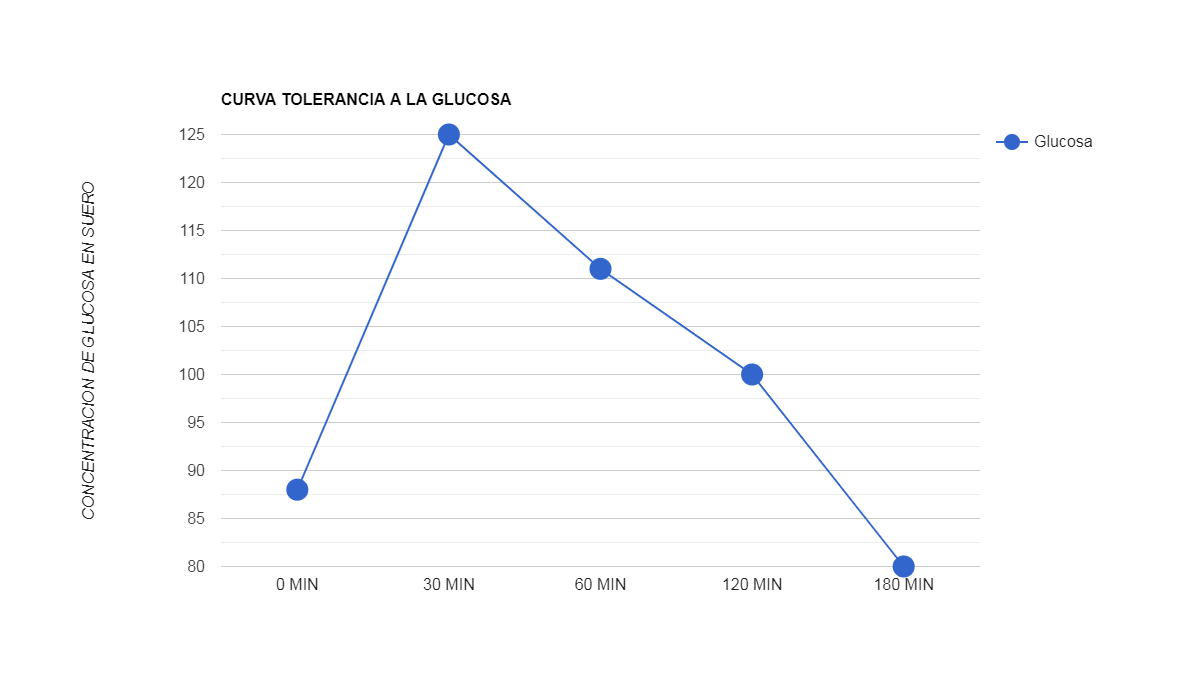 CURVA TOLERANCIA A LA GLUCOSA
Glucosa
CONCENTRACION DE GLUCOSA EN SUERO
125
120
115
110
105
100
95
90
85
80
0 MIN
30 MIN
60 MIN
120 MIN
180 MIN